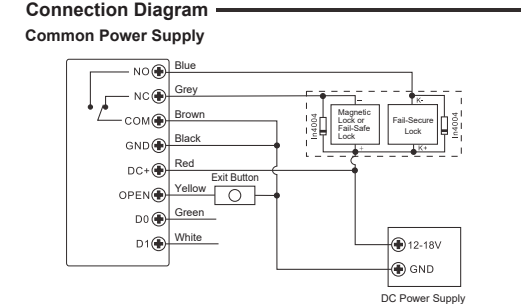 Connection Diagram
Common Power Supply
NO Blue
NC Grey
COM Brown
GND Black
DC+ Red
OPEN Yellow
D0 Green
D1 White
Exit Button
In4004
−
Magnetic
Lock or
Fail-Safe
Lock
+
K-
Fail-Secure
Lock
K+
In4004
12-18V
GND
DC Power Supply